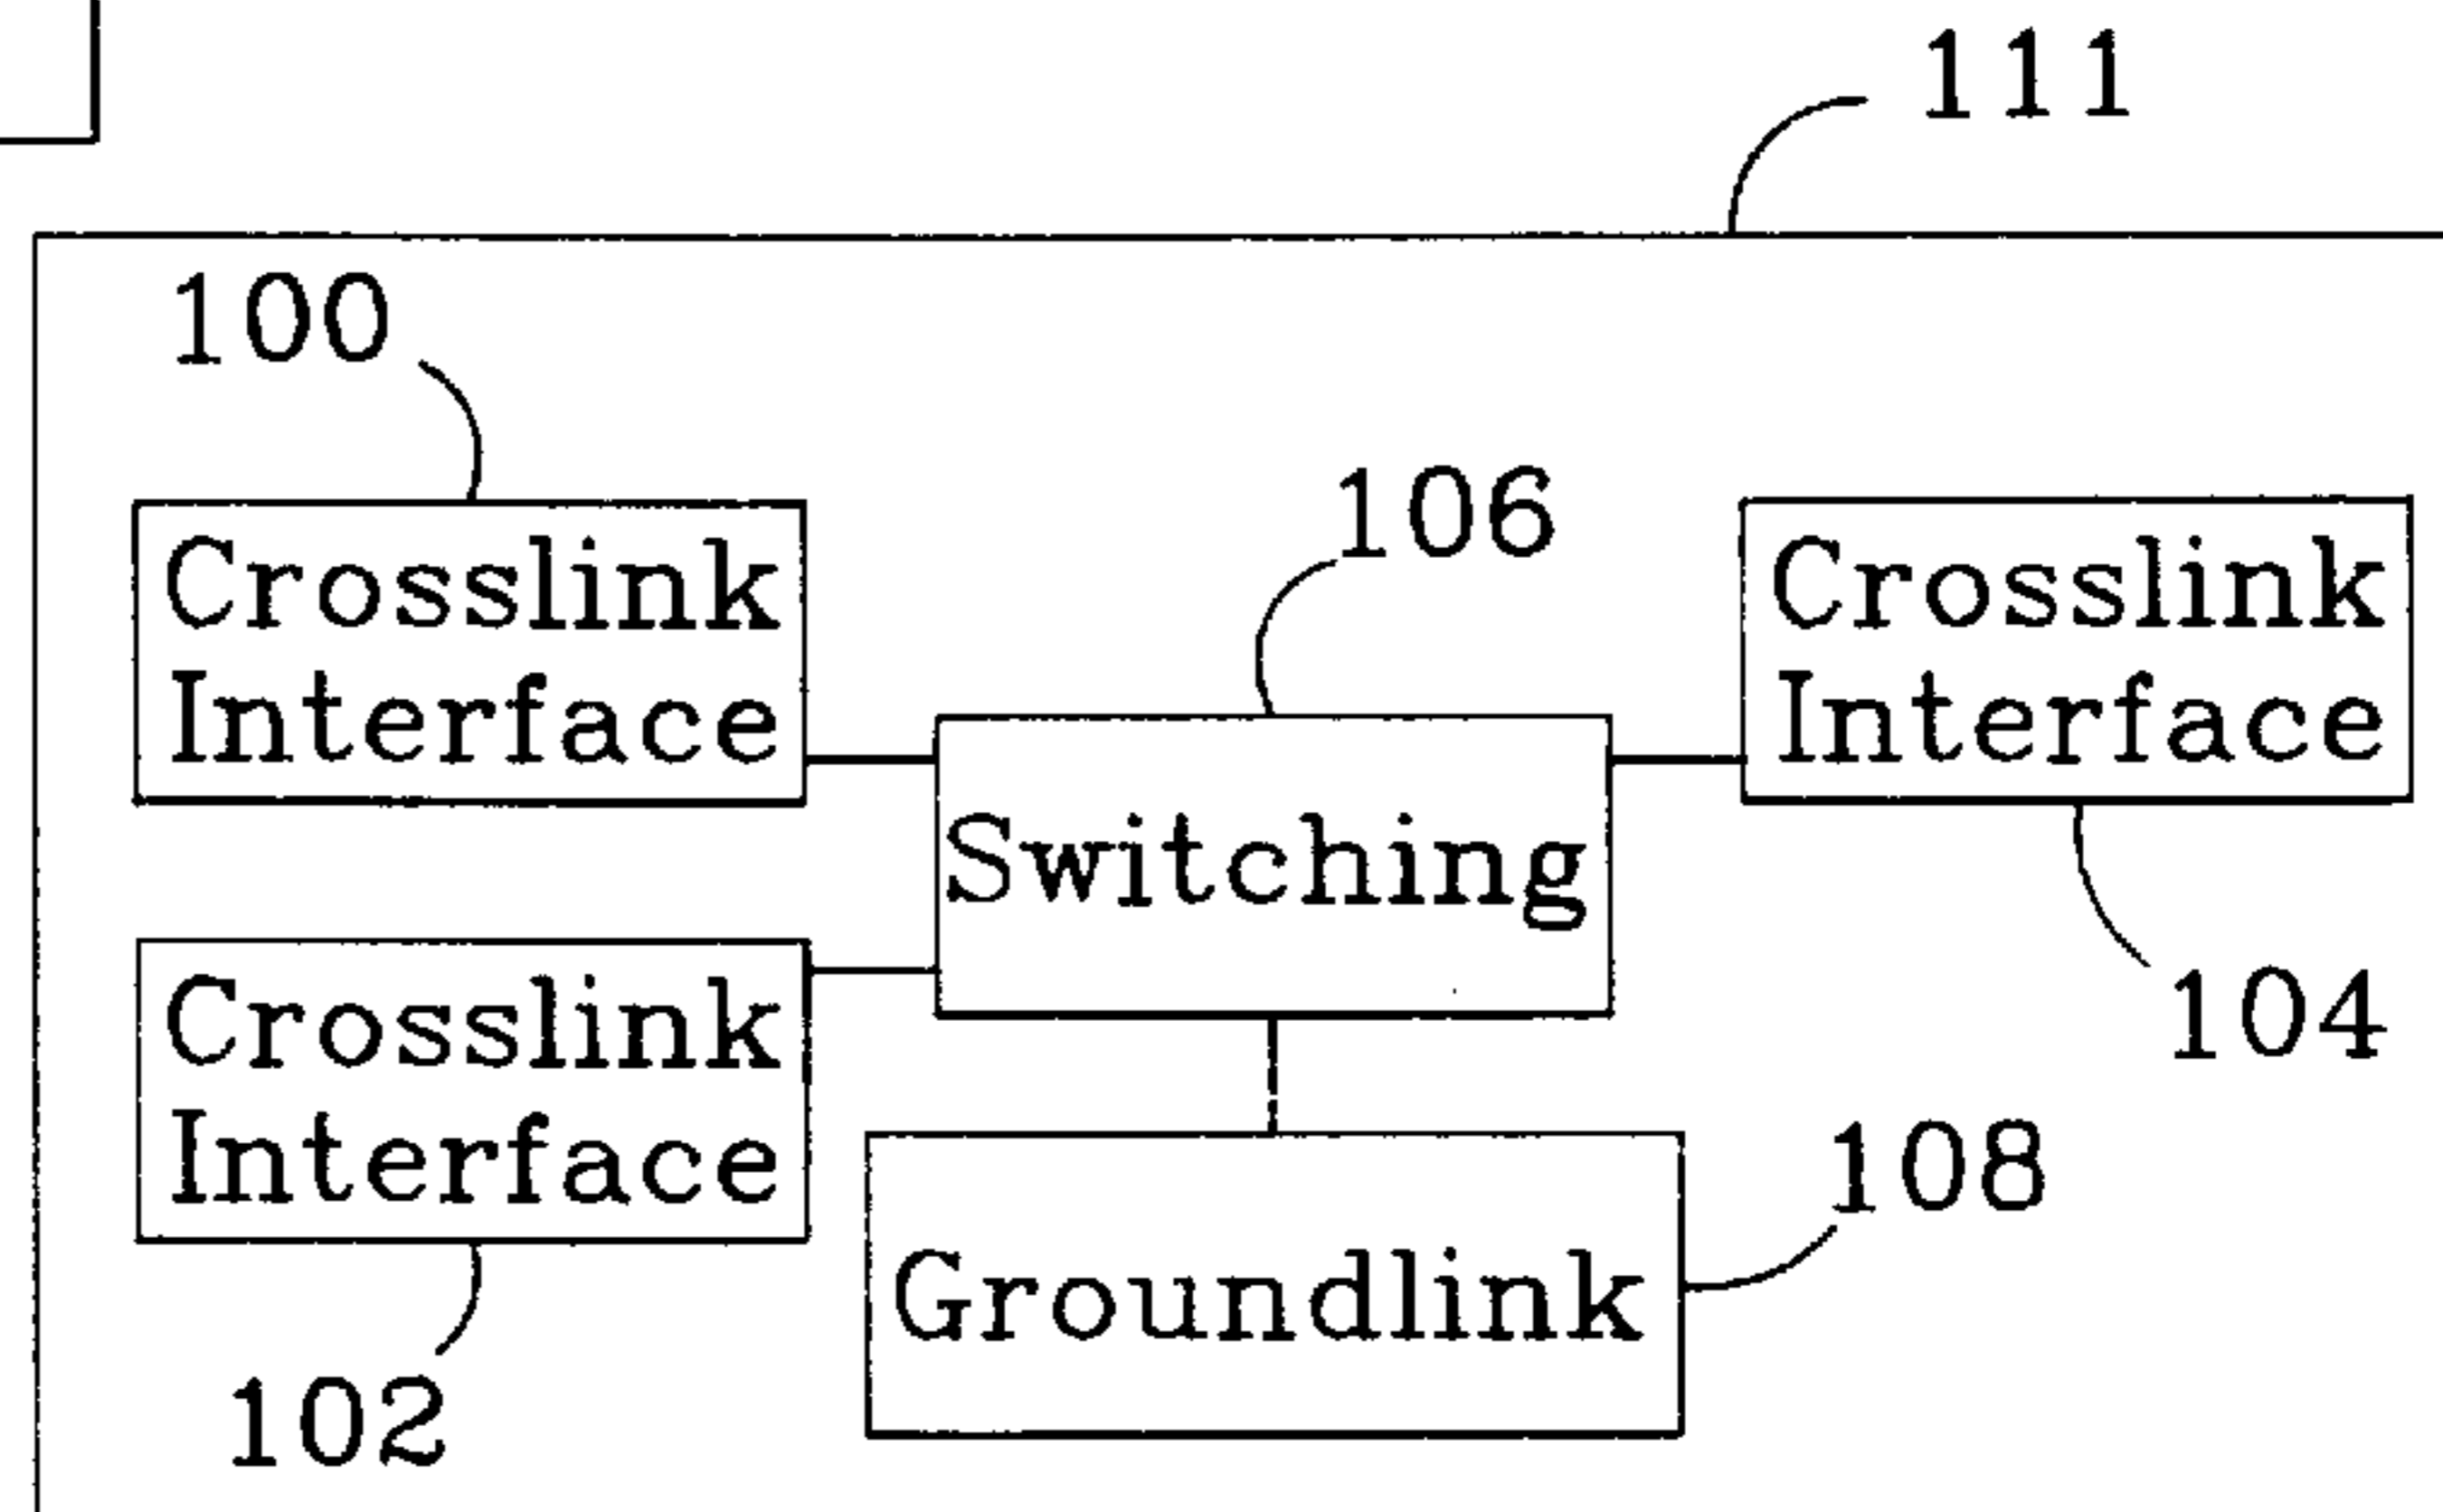 111
100
106
Crosslink
Interface
Crosslink
Interface
Switching
104
Crosslink
Interface
108
Groundlink
102